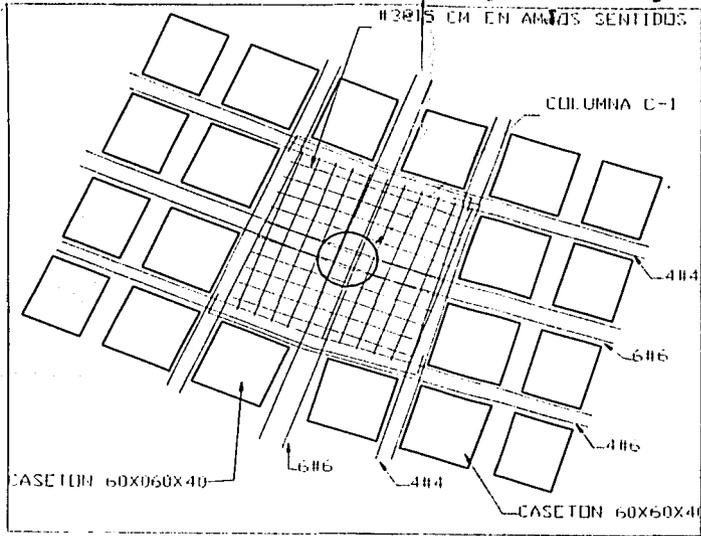 #3@15 CM EN AMBOS SENTIDOS
COLUMNA C-1
4#4
6#6
4#6
6#6
4#4
CASETON 60X060X40
CASETON 60X60X40